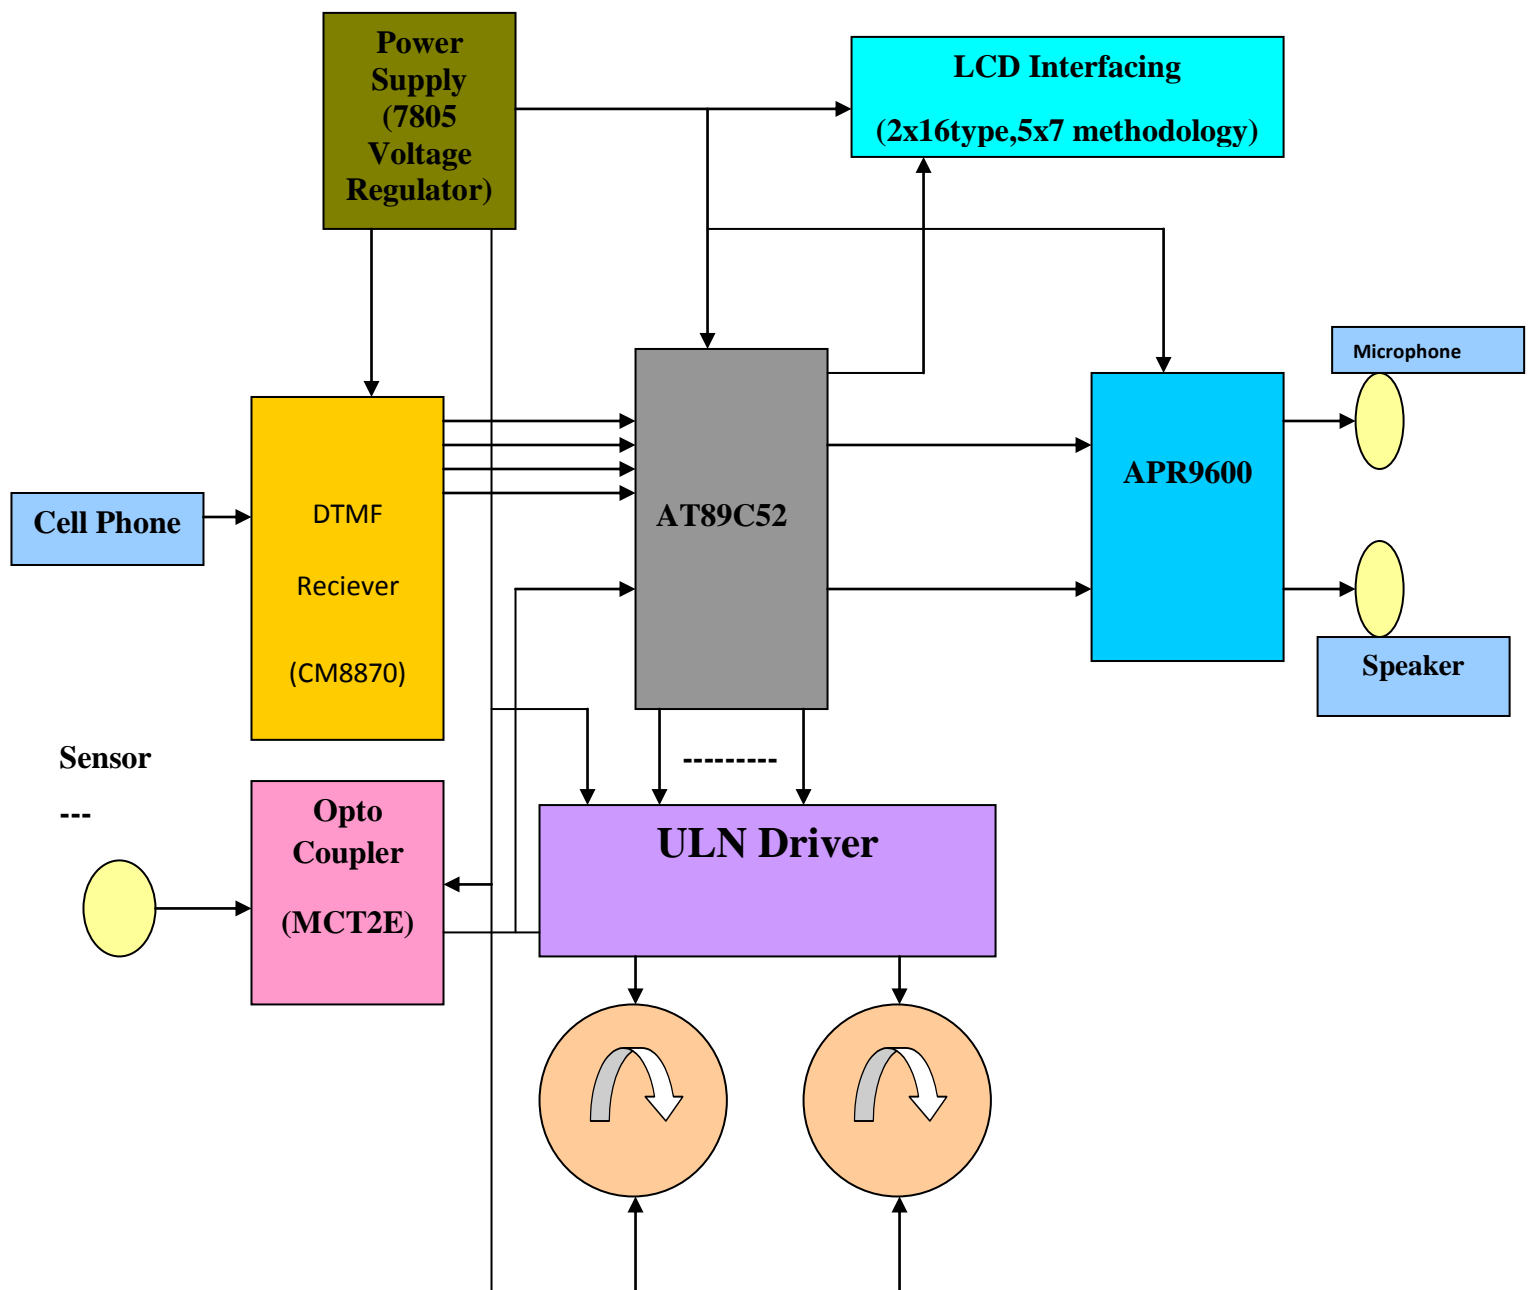 Power
Supply
(7805
Voltage
Regulator)
LCD Interfacing
(2x16type,5x7 methodology)
Microphone
APR9600
Cell Phone
DTMF
Reciever
(CM8870)
AT89C52
Speaker
Sensor
---
---------
Opto
Coupler
(MCT2E)
ULN Driver